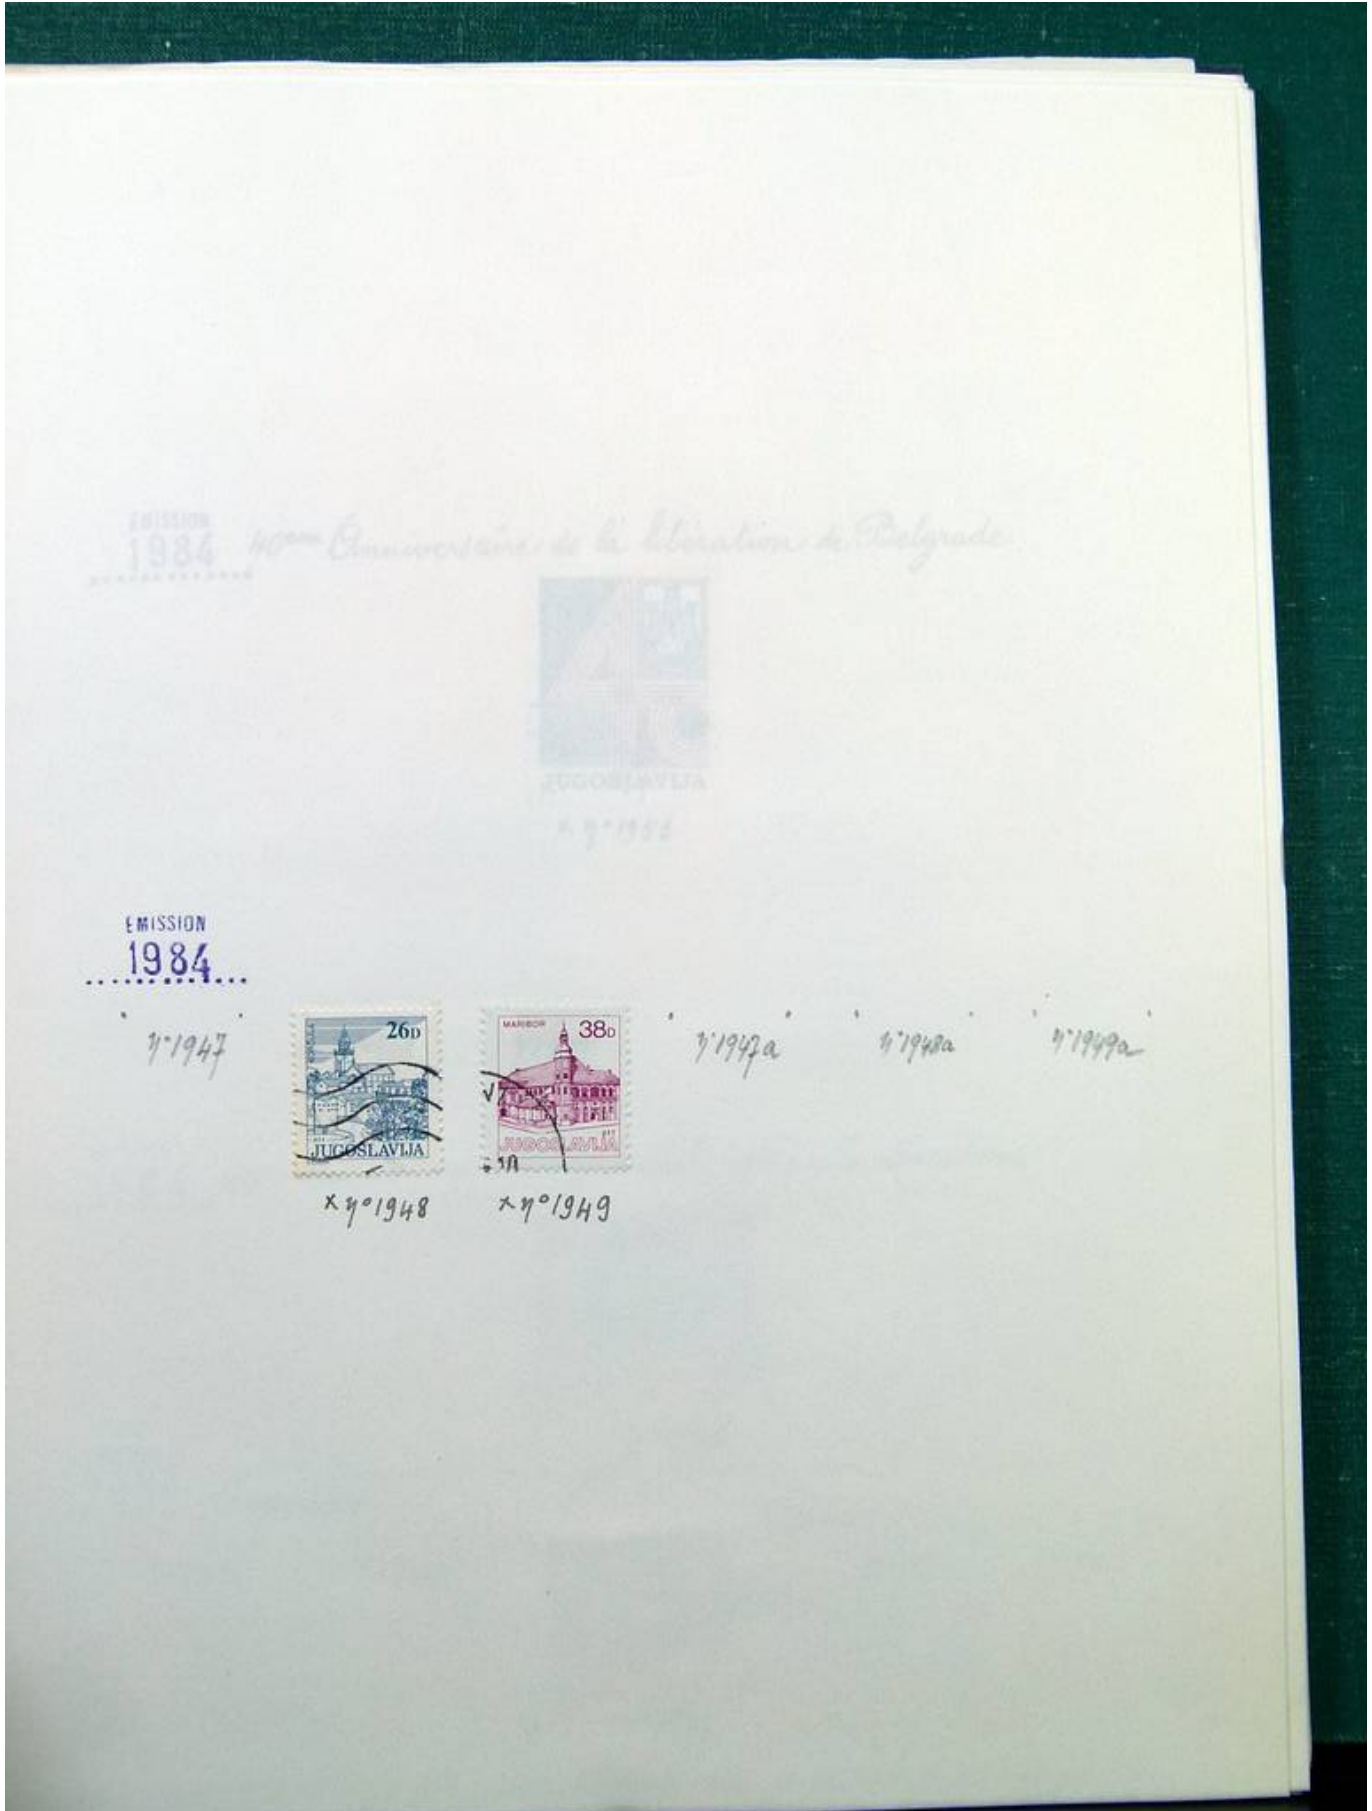 EMISSION
1984 40ème Anniversaire de la libération de Belgrade
JUGOSLAVIJA
EMISSION
1984
n°1947
26D
JUGOSLAVIJA
MARIBOR 38D
JUGOSLAVIJA
n°1947a
n°1948a
n°1949a
x n°1948
x n°1949